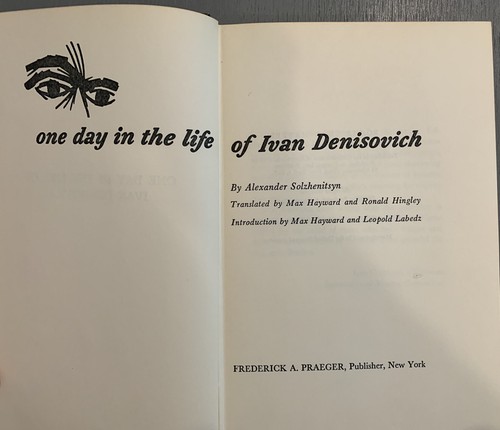 one day in the life of Ivan Denisovich
By Alexander Solzhenitsyn
Translated by Max Hayward and Ronald Hingley
Introduction by Max Hayward and Leopold Labedz
FREDERICK A. PRAEGER, Publisher, New York